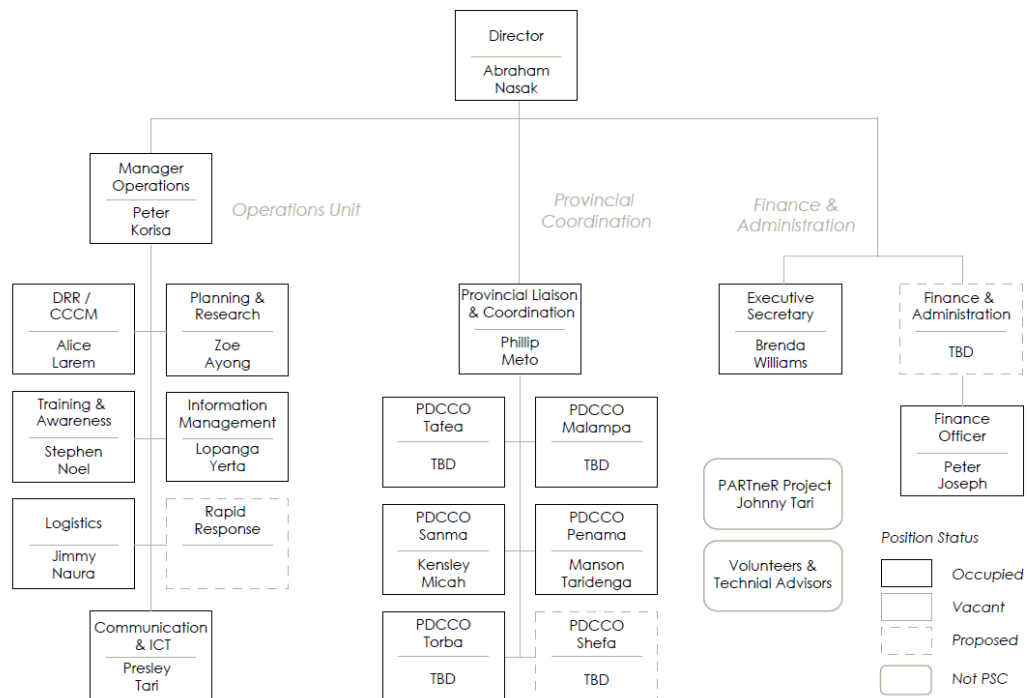 Director
Abraham
Nasak
Manager
Operations
Peter
Korisa
Operations Unit
Provincial
Coordination
Finance &
Administration
DRR /
CCCM
Alice
Larem
Planning &
Research
Zoe
Ayong
Training &
Awareness
Stephen
Noel
Information
Management
Lopanga
Yerta
Logistics
Jimmy
Naura
Rapid
Response
Communication
& ICT
Presley
Tari
Provincial Liaison
& Coordination
Phillip
Meto
PDCCO
Tafea
TBD
PDCCO
Malampa
TBD
PDCCO
Sanma
Kensley
Micah
PDCCO
Penama
Manson
Taridenga
PDCCO
Torba
TBD
PDCCO
Shefa
TBD
Executive
Secretary
Brenda
Williams
Finance &
Administration
TBD
Finance
Officer
Peter
Joseph
PARTneR Project
Johnny Tari
Volunteers &
Technial Advisors
Position Status
Occupied
Vacant
Proposed
Not PSC